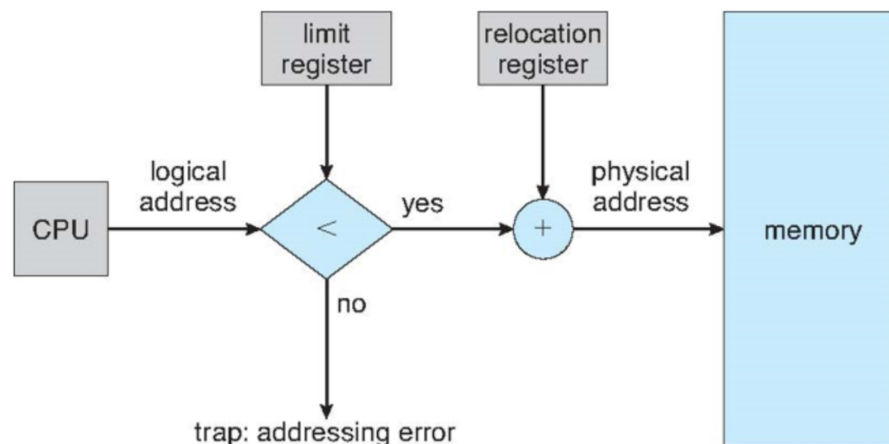 limit
register
relocation
register
logical
address
physical
address
CPU
<
yes
+
memory
no
trap: addressing error